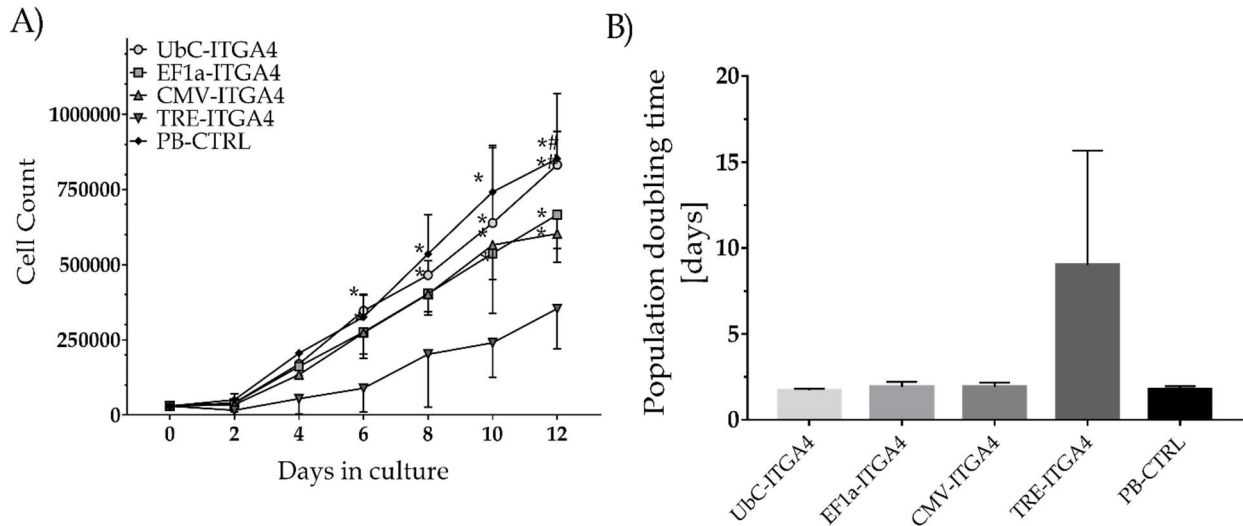 A)
UbC-ITGA4
EF1a-ITGA4
CMV-ITGA4
TRE-ITGA4
PB-CTRL
1000000
750000
500000
250000
0
Cell Count
* * * * * * * * *# *# * *
0 2 4 6 8 10 12
Days in culture
B)
20
15
10
5
0
Population doubling time
[days]
UbC-ITGA4
EF1a-ITGA4
CMV-ITGA4
TRE-ITGA4
PB-CTRL